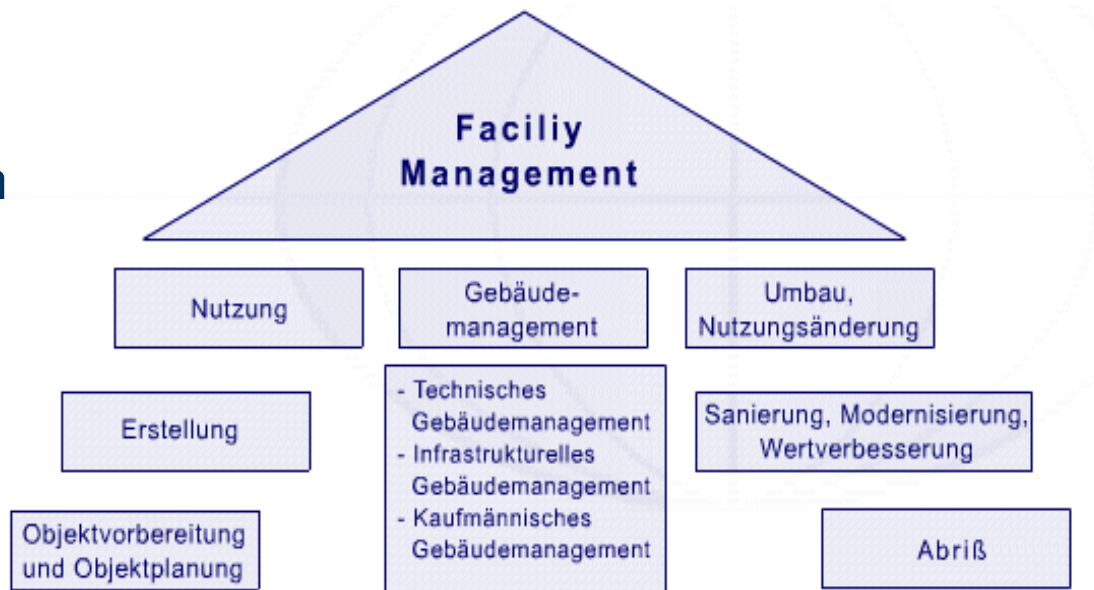 Faciliy
Management
Nutzung
Gebäude-
management
Umbau,
Nutzungsänderung
Erstellung
- Technisches
Gebäudemanagement
- Infrastrukturelles
Gebäudemanagement
- Kaufmännisches
Gebäudemanagement
Sanierung, Modernisierung,
Wertverbesserung
Objektvorbereitung
und Objektplanung
Abriß